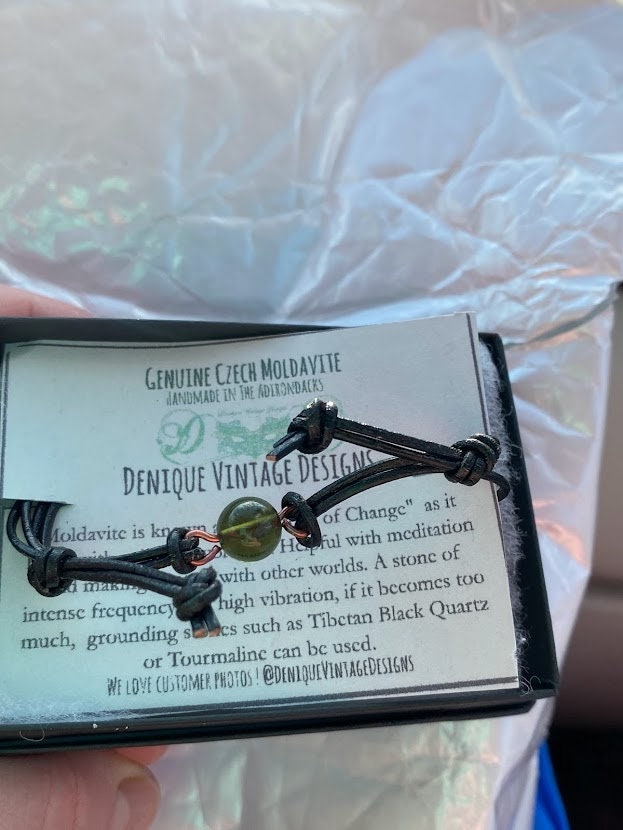 GENUINE CZECH MOLDAVITE
HANDMADE IN THE ADIRONDACKS
DENIQUE VINTAGE DESIGNS
Moldavite is known of Change" as it
Helpful with meditation
with other worlds. A stone of
intense frequency high vibration, if it becomes too
much, grounding such as Tibetan Black Quartz
or Tourmaline can be used.
WE LOVE CUSTOMER PHOTOS! @DENIQUEVINTAGEDESIGNS